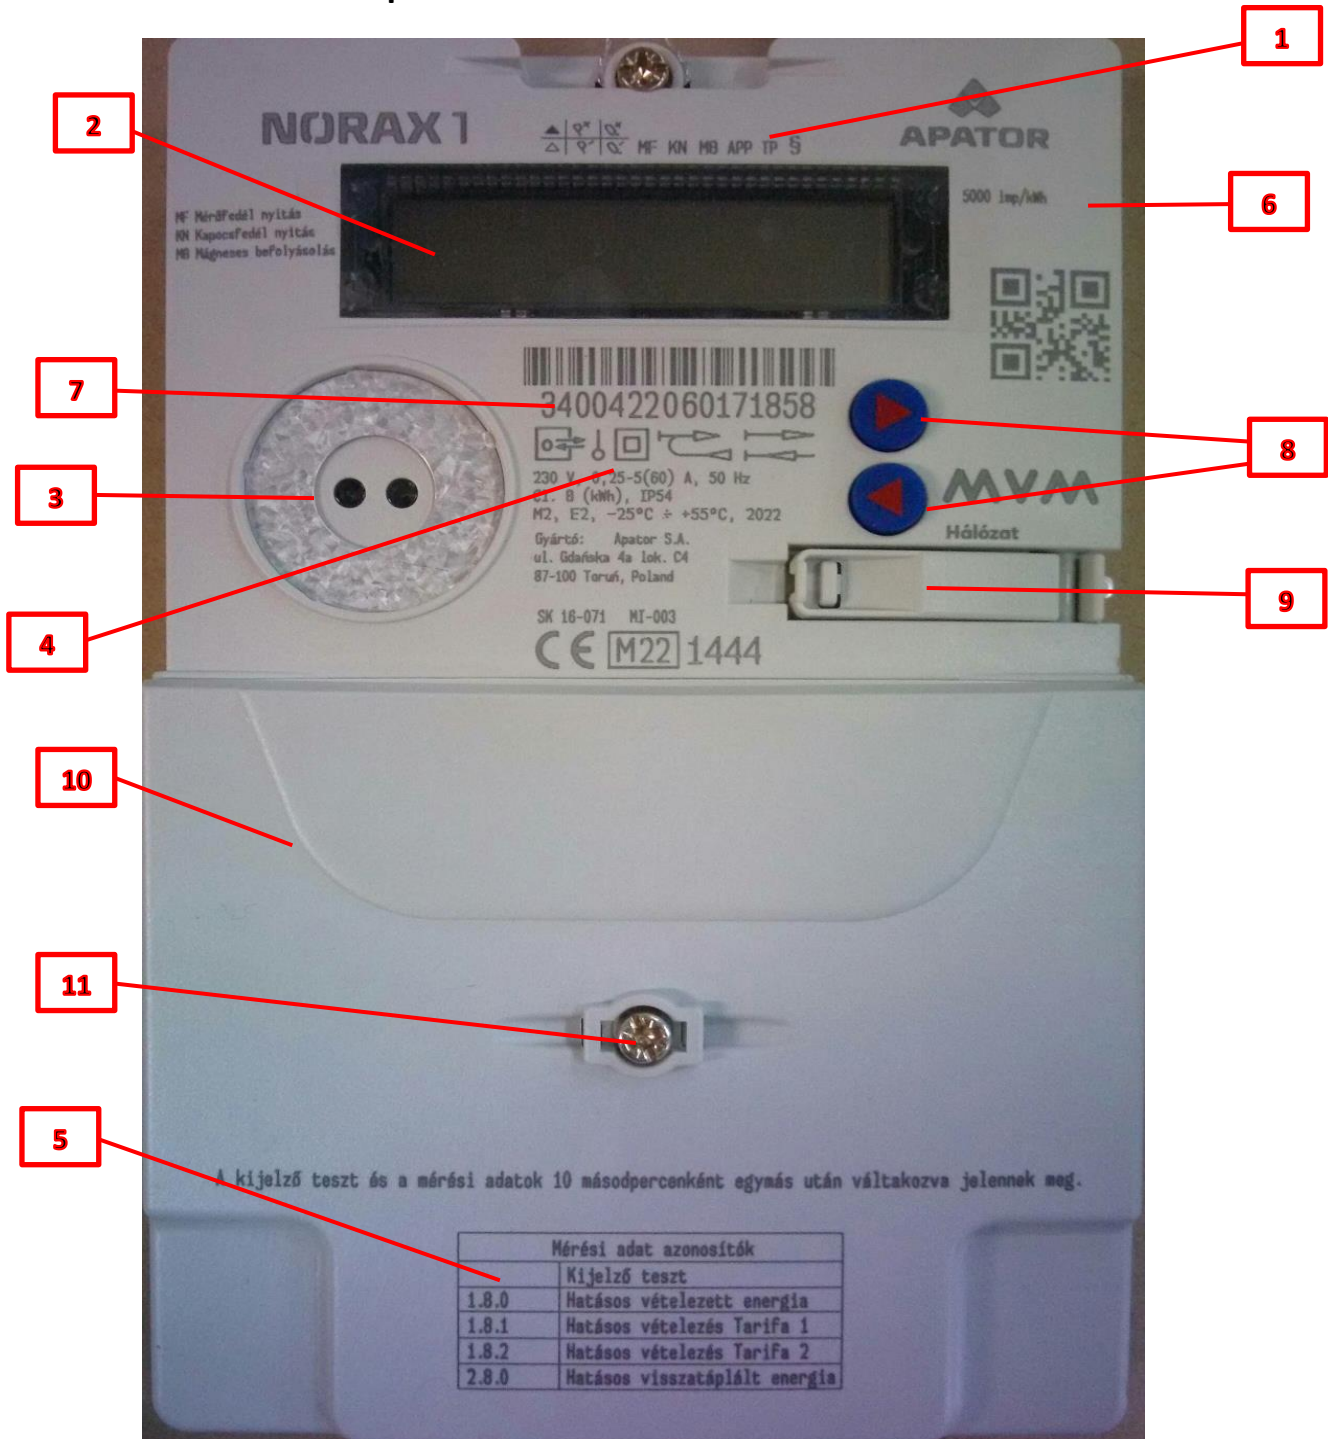 1
2
NORAX 1
MF KN MB APP TP §
APATOR
MF Mérőfedél nyitás
KN Kapocsfedél nyitás
MB Mágneses befolyásolás
5000 imp/kWh
6
7
3400422060171858
8
3
230 V, 0,25-5(60) A, 50 Hz
Cl. B (kWh), IP54
M2, E2, -25°C ÷ +55°C, 2022
MVM
Hálózat
Gyártó: Apator S.A.
ul. Gdańska 4a lok. C4
87-100 Toruń, Poland
9
4
SK 16-071 MI-003
CE M22 1444
10
11
5
A kijelző teszt és a mérési adatok 10 másodpercenként egymás után váltakozva jelennek meg.
Mérési adat azonosítók
Kijelző teszt
1.8.0 Hatásos vételezett energia
1.8.1 Hatásos vételezés Tarifa 1
1.8.2 Hatásos vételezés Tarifa 2
2.8.0 Hatásos visszatáplált energia